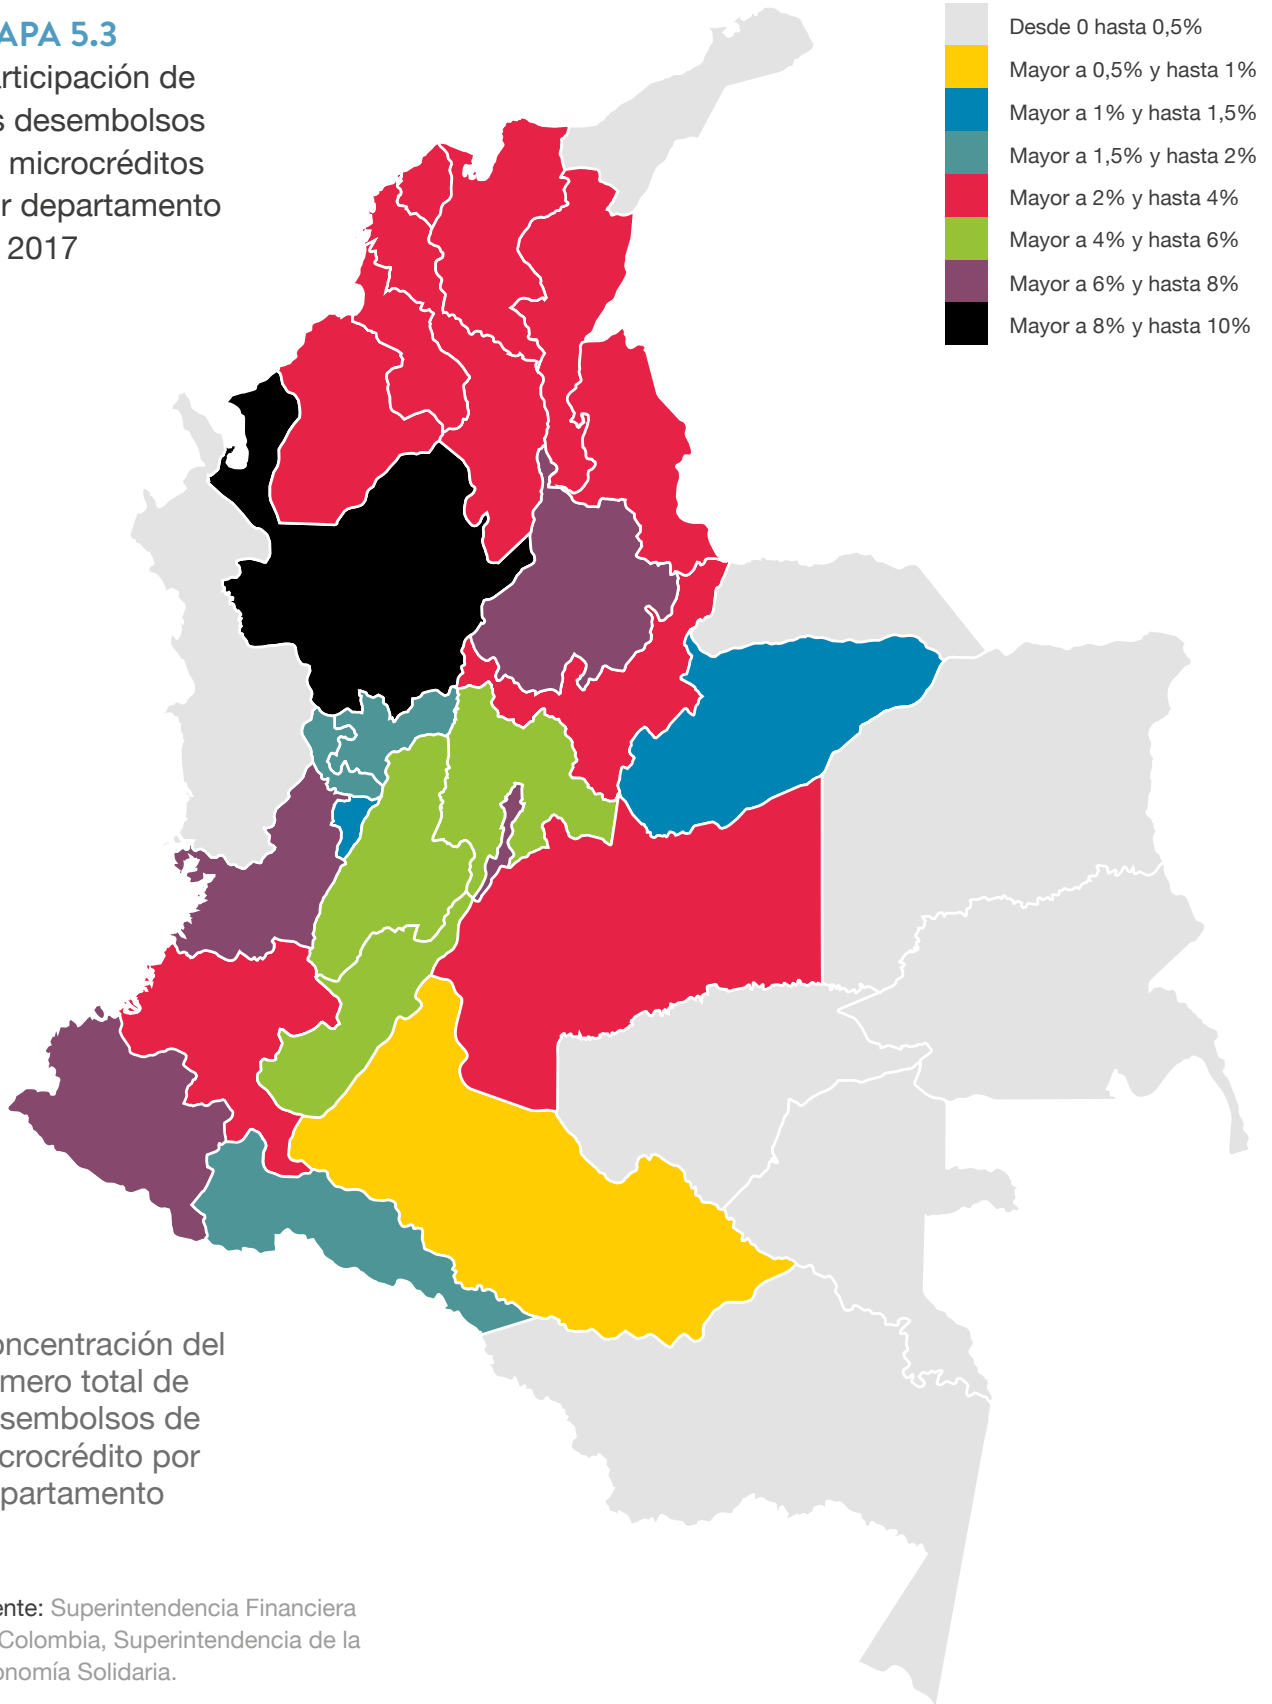 APA 5.3
articipación de
s desembolsos
microcréditos
r departamento
2017
Desde 0 hasta 0,5%
Mayor a 0,5% y hasta 1%
Mayor a 1% y hasta 1,5%
Mayor a 1,5% y hasta 2%
Mayor a 2% y hasta 4%
Mayor a 4% y hasta 6%
Mayor a 6% y hasta 8%
Mayor a 8% y hasta 10%
oncentración del
mero total de
sembolsos de
crocrédito por
partamento
ente: Superintendencia Financiera
Colombia, Superintendencia de la
onomía Solidaria.